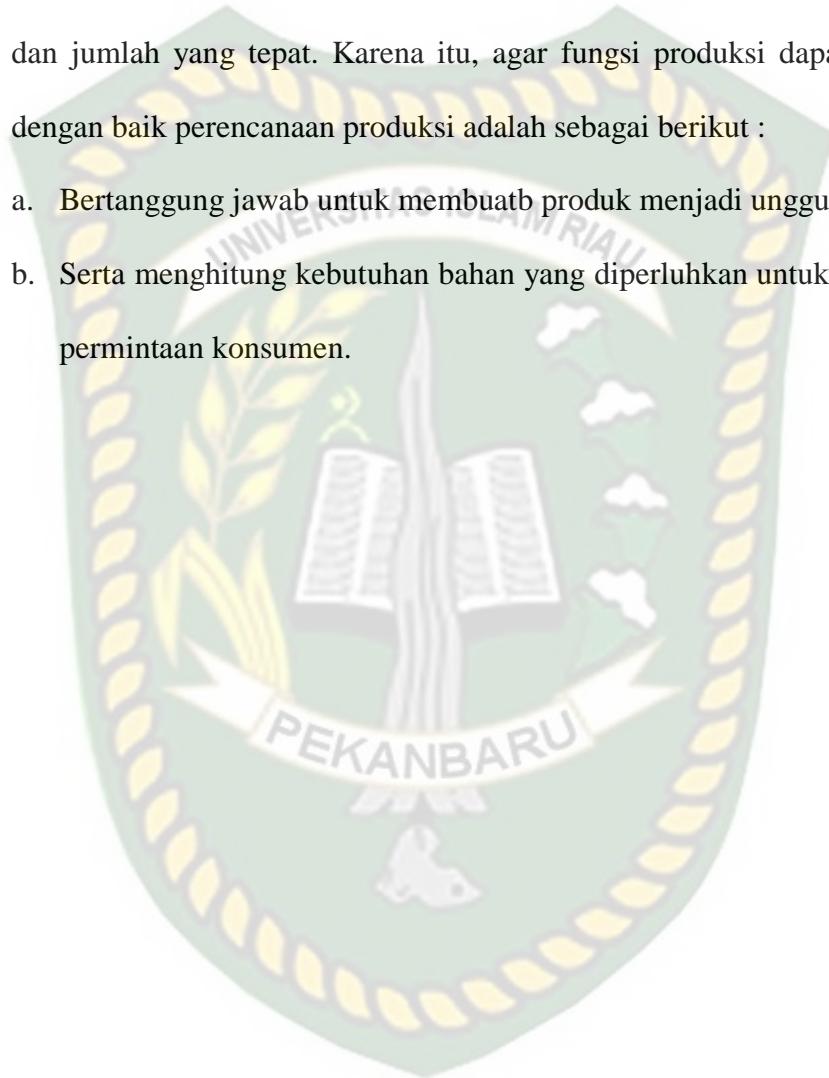 dan jumlah yang tepat. Karena itu, agar fungsi produksi dapa
dengan baik perencanaan produksi adalah sebagai berikut :
a. Bertanggung jawab untuk membuatb produk menjadi unggu
UNIVERSITAS ISLAM RIAU
b. Serta menghitung kebutuhan bahan yang diperluhkan untuk
permintaan konsumen.
PEKANBARU